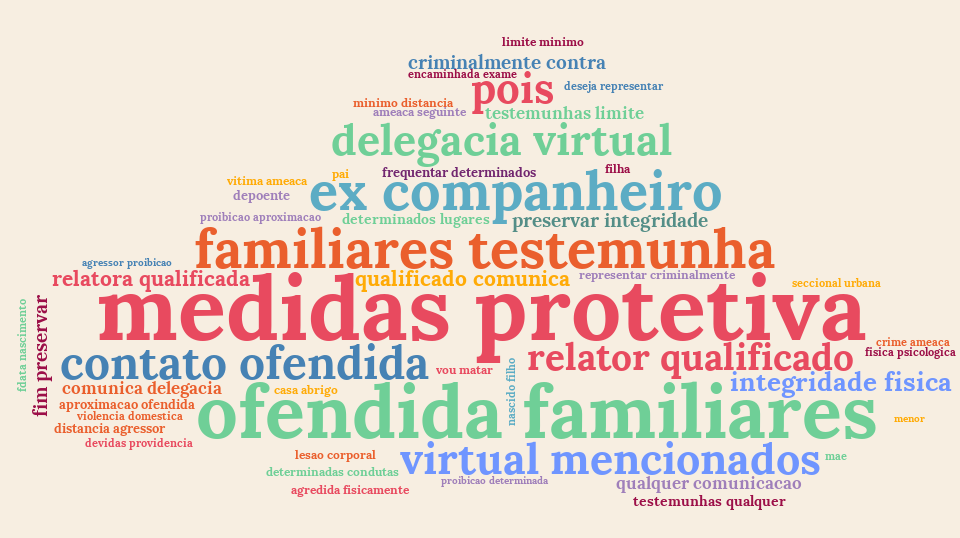 limite minimo
criminalmente contra
encaminhada exame
pois
deseja representar
minimo distancia
ameaca seguinte
testemunhas limite
delegacia virtual
pai
frequentar determinados
filha
vitima ameaca
ex companheiro
depoente
proibicao aproximacao
determinados lugares
preservar integridade
familiares testemunha
agressor proibicao
relatora qualificada
qualificado comunica
representar criminalmente
seccional urbana
medidas protetiva
fdata nascimento
fim preservar
crime ameaca
fisica psicologica
contato ofendida
vou matar
relator qualificado
nascido filho
integridade fisica
comunica delegacia
casa abrigo
aproximacao ofendida
violencia domestica
ofendida familiares
menor
distancia agressor
devidas providencia
lesao corporal
virtual mencionados
mae
determinadas condutas
proibicao determinada
qualquer comunicacao
agredida fisicamente
testemunhas qualquer